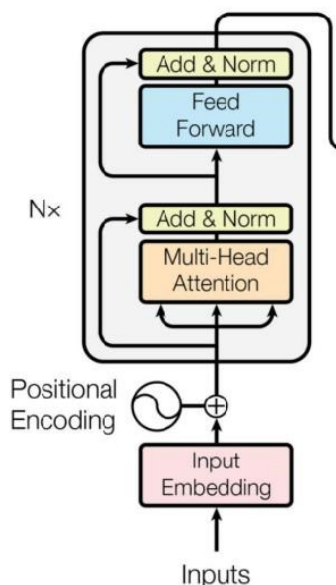 Add & Norm
Feed
Forward
N×
Add & Norm
Multi-Head
Attention
Positional
Encoding
Input
Embedding
Inputs